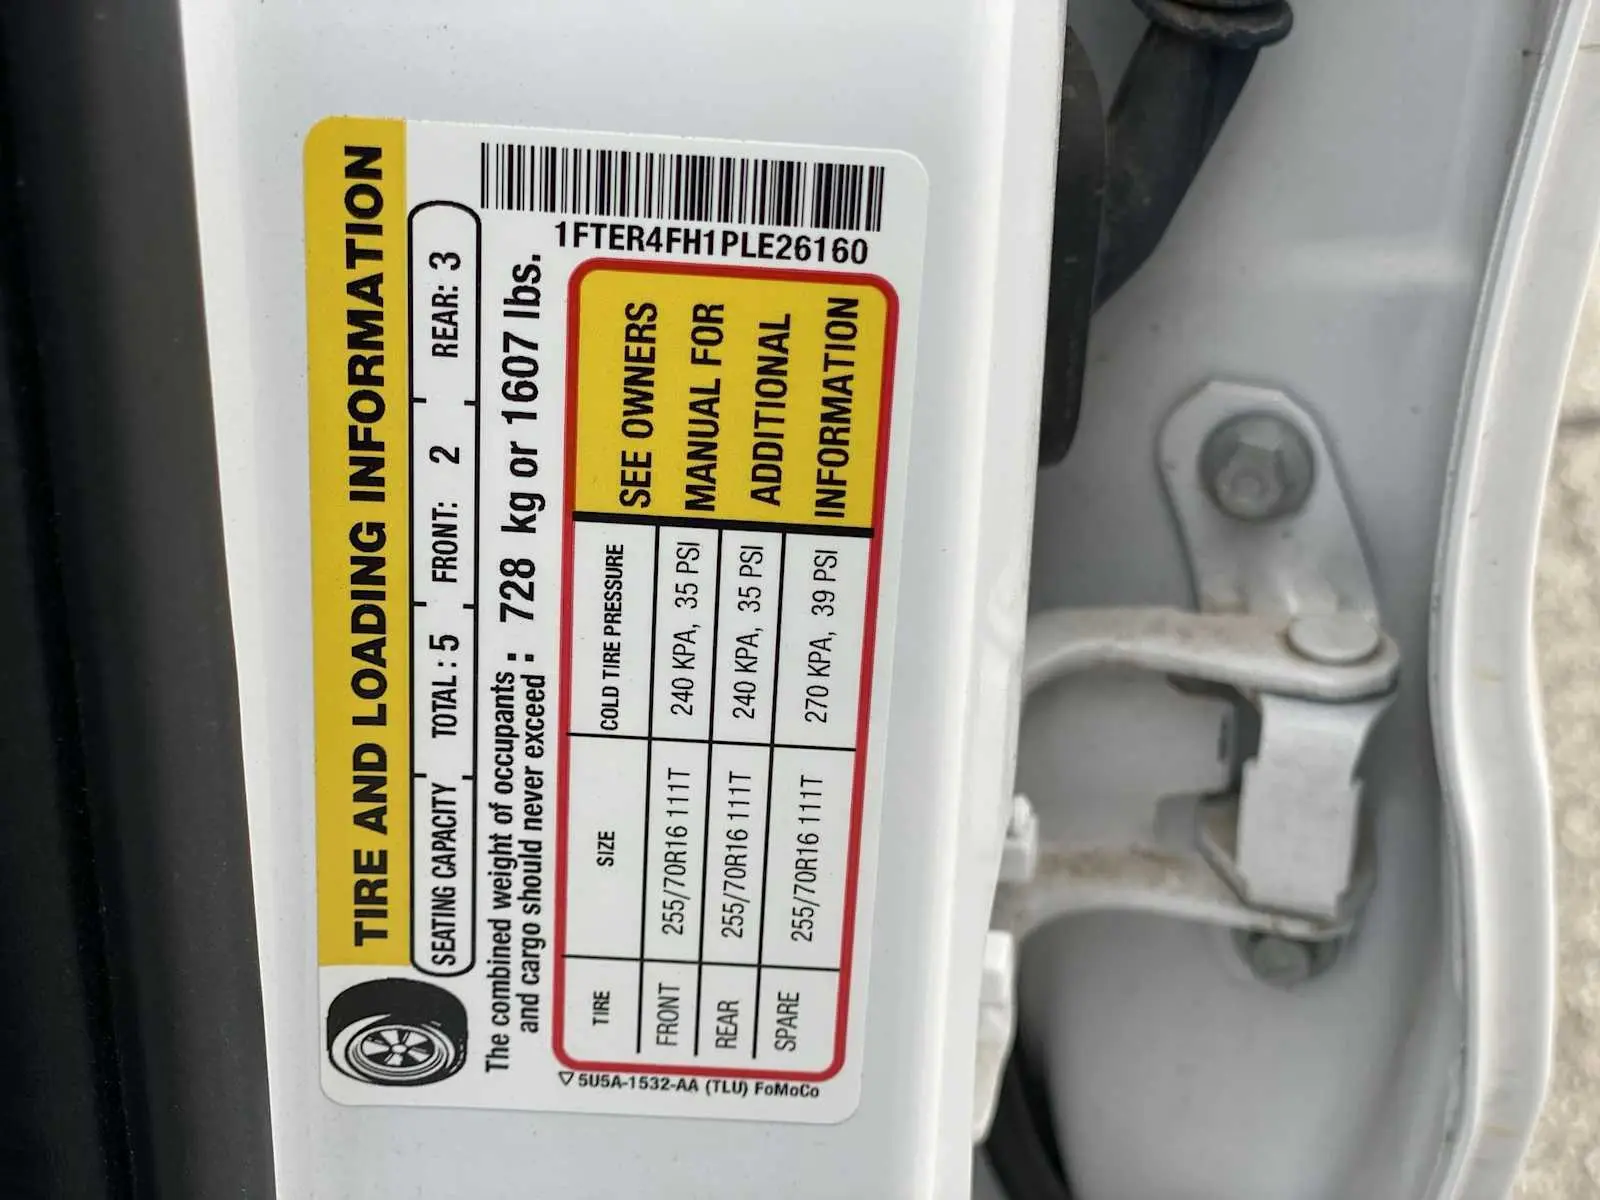 TIRE AND LOADING INFORMATION
SEATING CAPACITY TOTAL : 5 FRONT: 2 REAR: 3
The combined weight of occupants and cargo should never exceed : 728 kg or 1607 lbs.
TIRE SIZE COLD TIRE PRESSURE
FRONT 255/70R16 111T 240 KPA, 35 PSI
REAR 255/70R16 111T 240 KPA, 35 PSI
SPARE 255/70R16 111T 270 KPA, 39 PSI
SEE OWNERS
MANUAL FOR
ADDITIONAL
INFORMATION
5U5A-1532-AA (TLU) FoMoCo
1FTER4FH1PLE26160